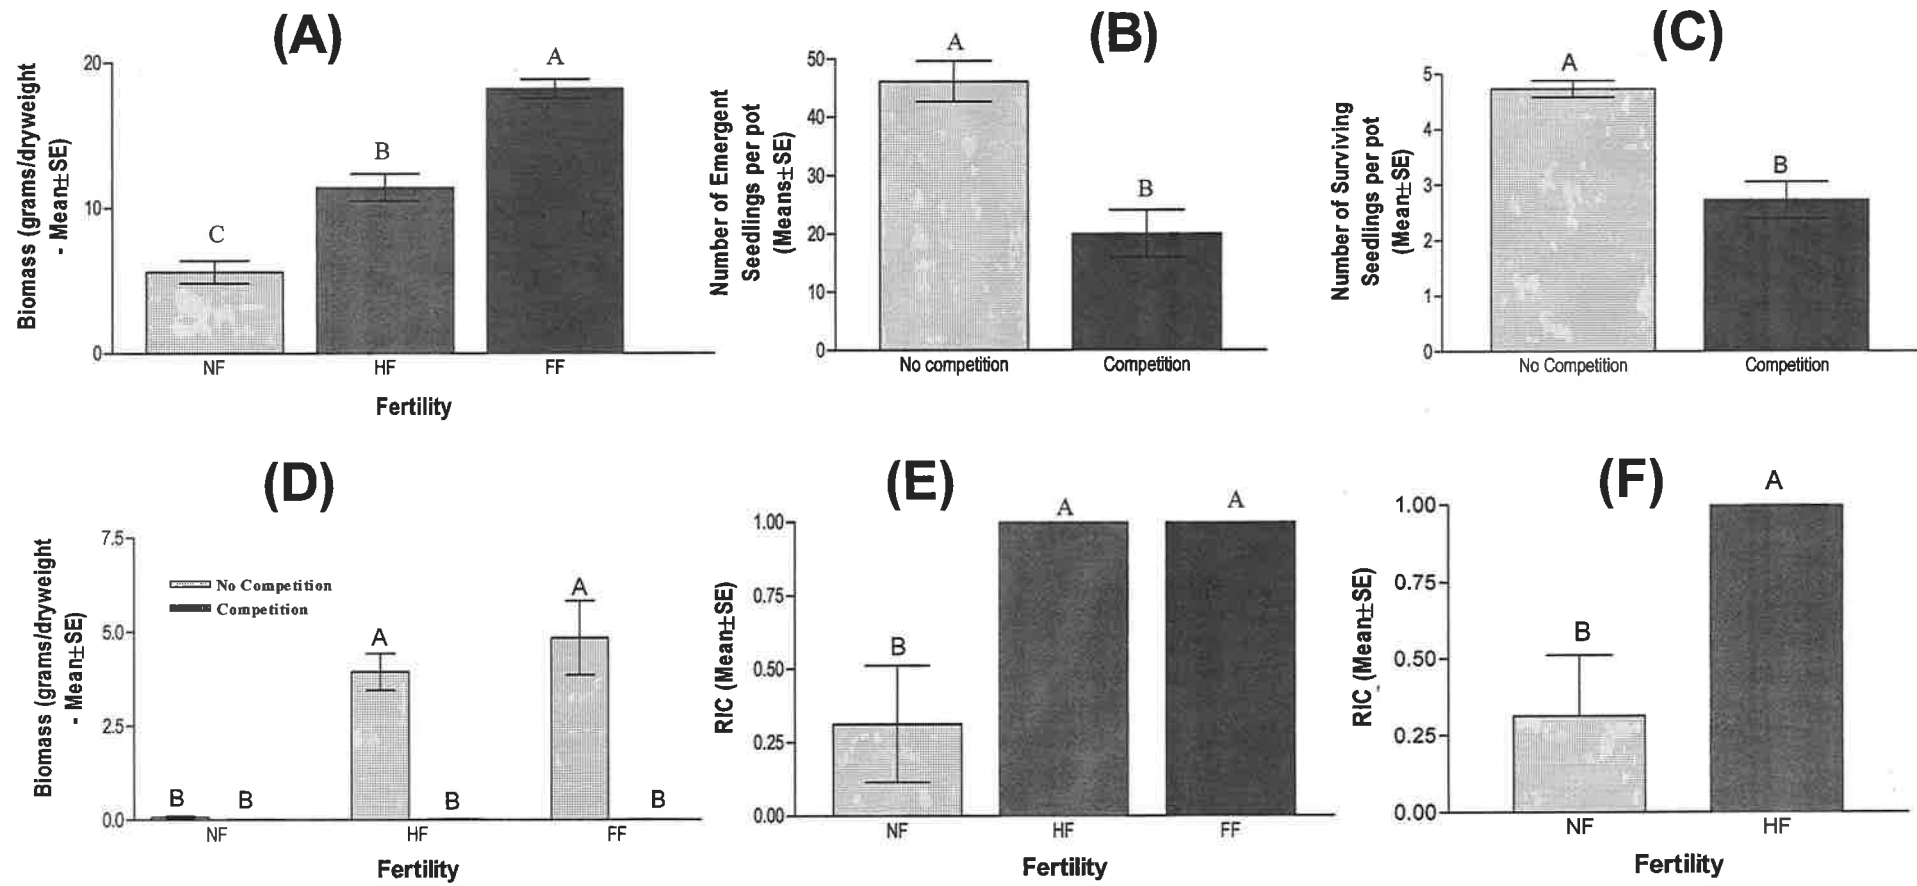 (A)
Biomass (grams/dryweight
- Mean±SE)
20
10
0
C
B
A
NF
HF
FF
Fertility
(B)
Number of Emergent
Seedlings per pot
(Means±SE)
50
40
30
20
10
0
A
B
No competition
Competition
(C)
Number of Surviving
Seedlings per pot
(Mean±SE)
5
4
3
2
1
0
A
B
No Competition
Competition
(D)
Biomass (grams/dryweight
- Mean±SE)
7.5
5.0
2.5
0.0
No Competition
Competition
B
B
A
B
A
B
NF
HF
FF
Fertility
(E)
RIC (Mean±SE)
1.00
0.75
0.50
0.25
0.00
B
A
A
NF
HF
FF
Fertility
(F)
RIC (Mean±SE)
1.00
0.75
0.50
0.25
0.00
B
A
NF
HF
Fertility